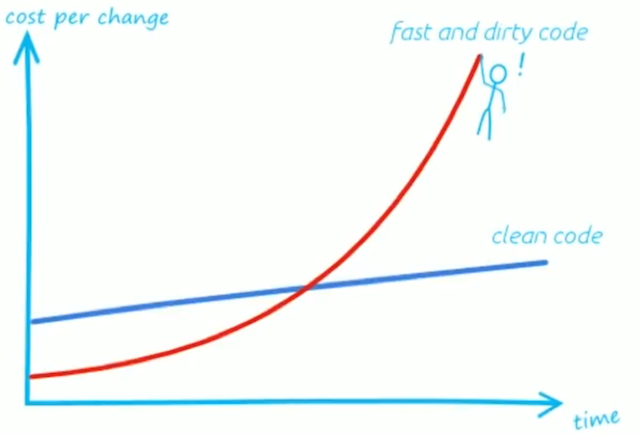 cost per change
fast and dirty code
!
clean code
time